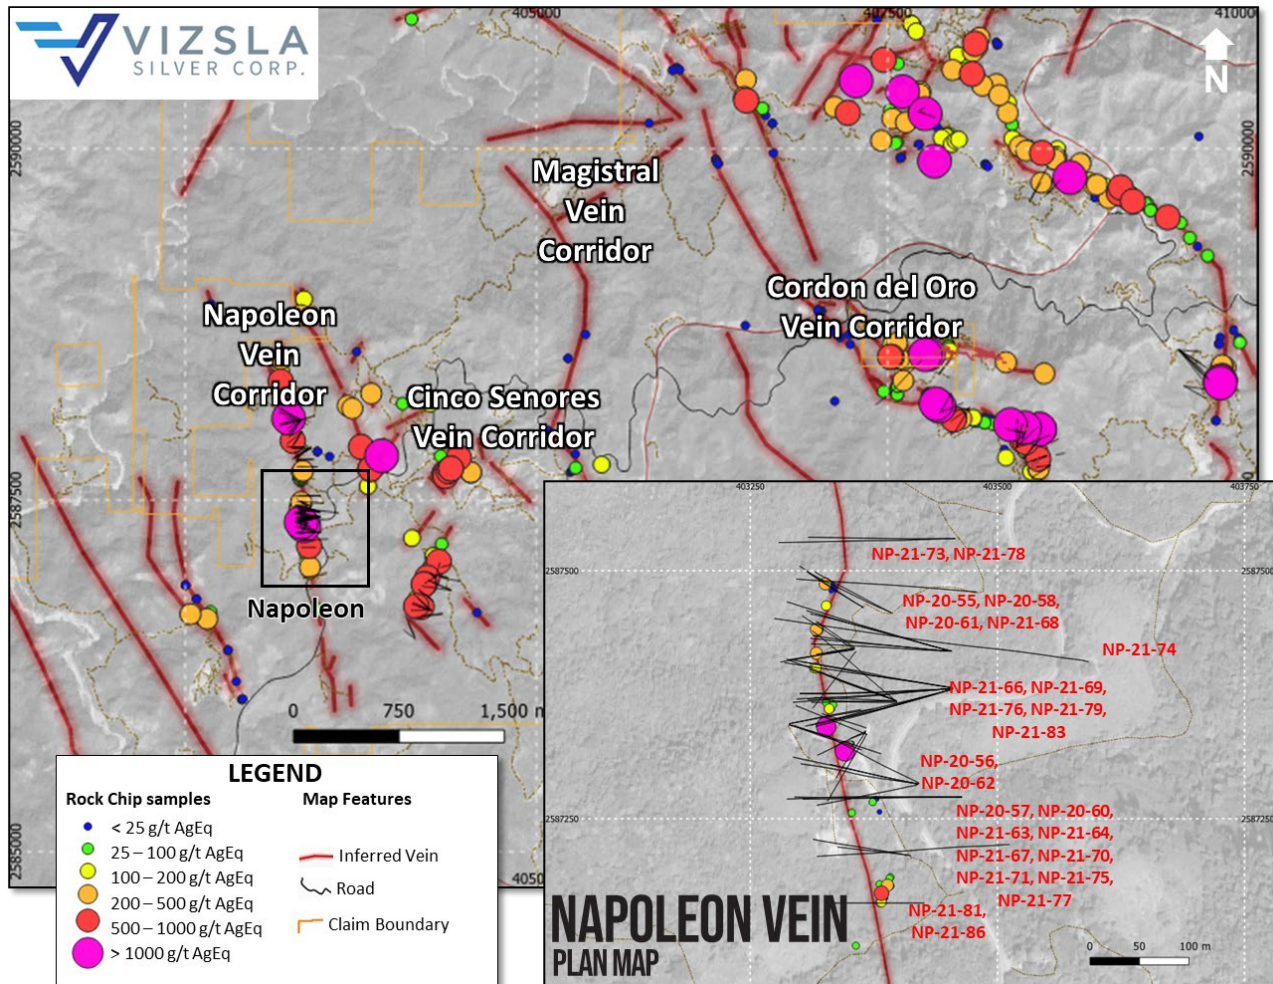 VIZSLA
SILVER CORP.
405000
407500
410000
N
2590000
2590000
Magistral
Vein
Corridor
Cordon del Oro
Vein Corridor
Napoleon
Vein
Corridor
Cinco Senores
Vein Corridor
2587500
Napoleon
0 750 1,500 m
2585000
405
LEGEND
Rock Chip samples
< 25 g/t AgEq
25 – 100 g/t AgEq
100 – 200 g/t AgEq
200 – 500 g/t AgEq
500 – 1000 g/t AgEq
> 1000 g/t AgEq
Map Features
Inferred Vein
Road
Claim Boundary
403250
403500
403750
2587500
2587500
NP-21-73, NP-21-78
NP-20-55, NP-20-58,
NP-20-61, NP-21-68
NP-21-74
NP-21-66, NP-21-69,
NP-21-76, NP-21-79,
NP-21-83
NP-20-56,
NP-20-62
2587250
2587250
NP-20-57, NP-20-60,
NP-21-63, NP-21-64,
NP-21-67, NP-21-70,
NP-21-71, NP-21-75,
NP-21-77
NP-21-81,
NP-21-86
NAPOLEON VEIN
PLAN MAP
0 50 100 m